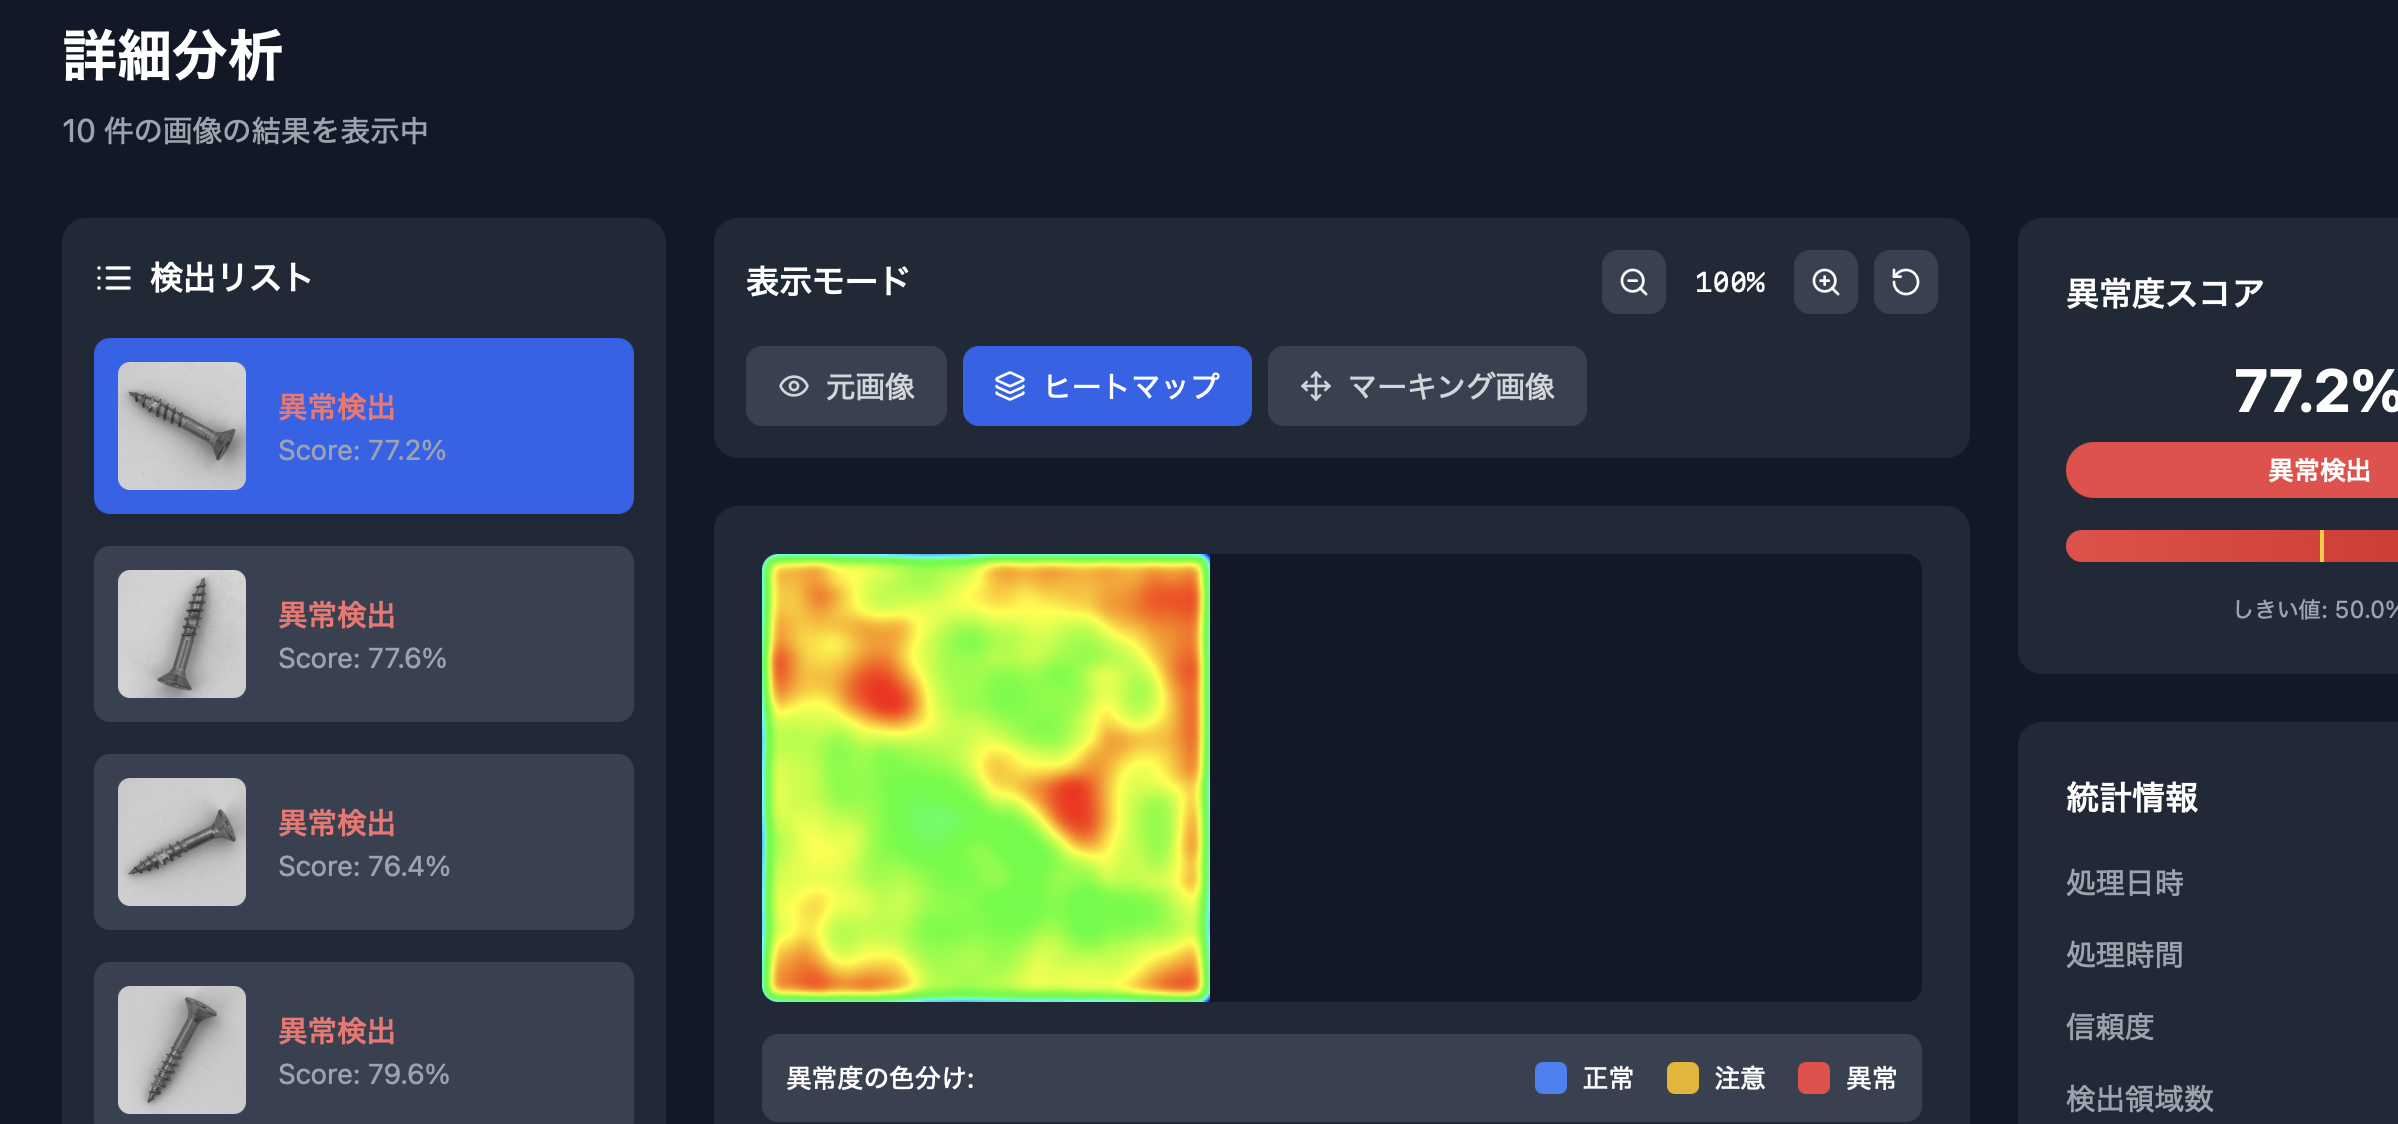 詳細分析
10 件の画像の結果を表示中
検出リスト
異常検出
Score: 77.2%
異常検出
Score: 77.6%
異常検出
Score: 76.4%
異常検出
Score: 79.6%
表示モード
100%
元画像
ヒートマップ
マーキング画像
異常度の色分け:
正常
注意
異常
異常度スコア
77.2%
異常検出
しきい値: 50.0%
統計情報
処理日時
処理時間
信頼度
検出領域数